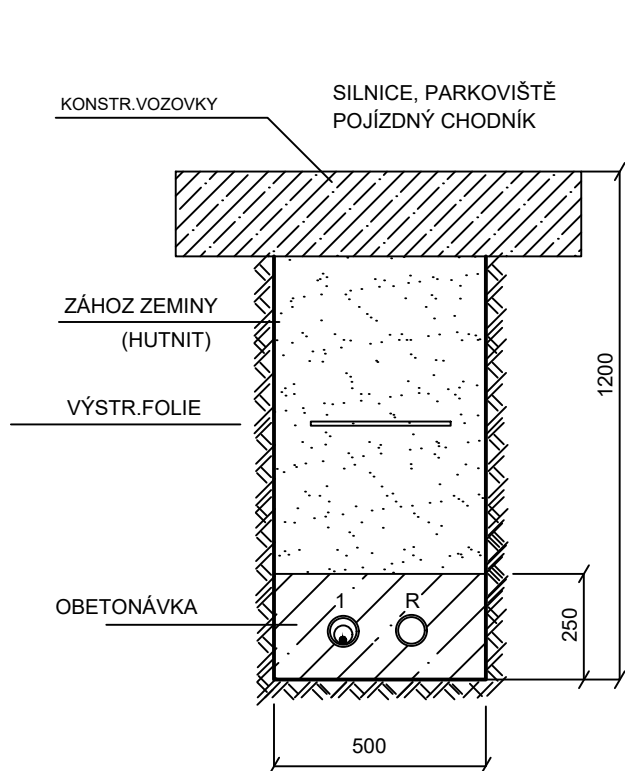 KONSTR.VOZOVKY
SILNICE, PARKOVIŠTĚ
POJÍZDNÝ CHODNÍK
ZÁHOZ ZEMINY
(HUTNIT)
1200
VÝSTR.FOLIE
OBETONÁVKA
1
R
250
500